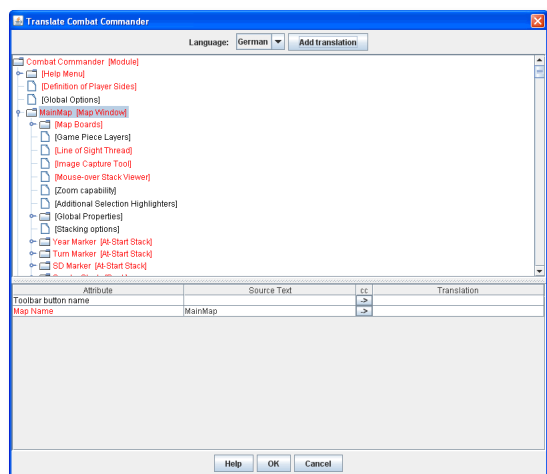 Translate Combat Commander
Language: German Add translation
Combat Commander [Module]
[Help Menu]
[Definition of Player Sides]
[Global Options]
MainMap [Map Window]
[Map Boards]
[Game Piece Layers]
[Line of Sight Thread]
[Image Capture Tool]
[Mouse-over Stack Viewer]
[Zoom capability]
[Additional Selection Highlighters]
[Global Properties]
[Stacking options]
Year Marker [At-Start Stack]
Turn Marker [At-Start Stack]
SD Marker [At-Start Stack]
Attribute Source Text cc Translation
Toolbar button name ->
Map Name MainMap ->
Help OK Cancel